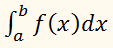 ∫_a^b f(x)dx